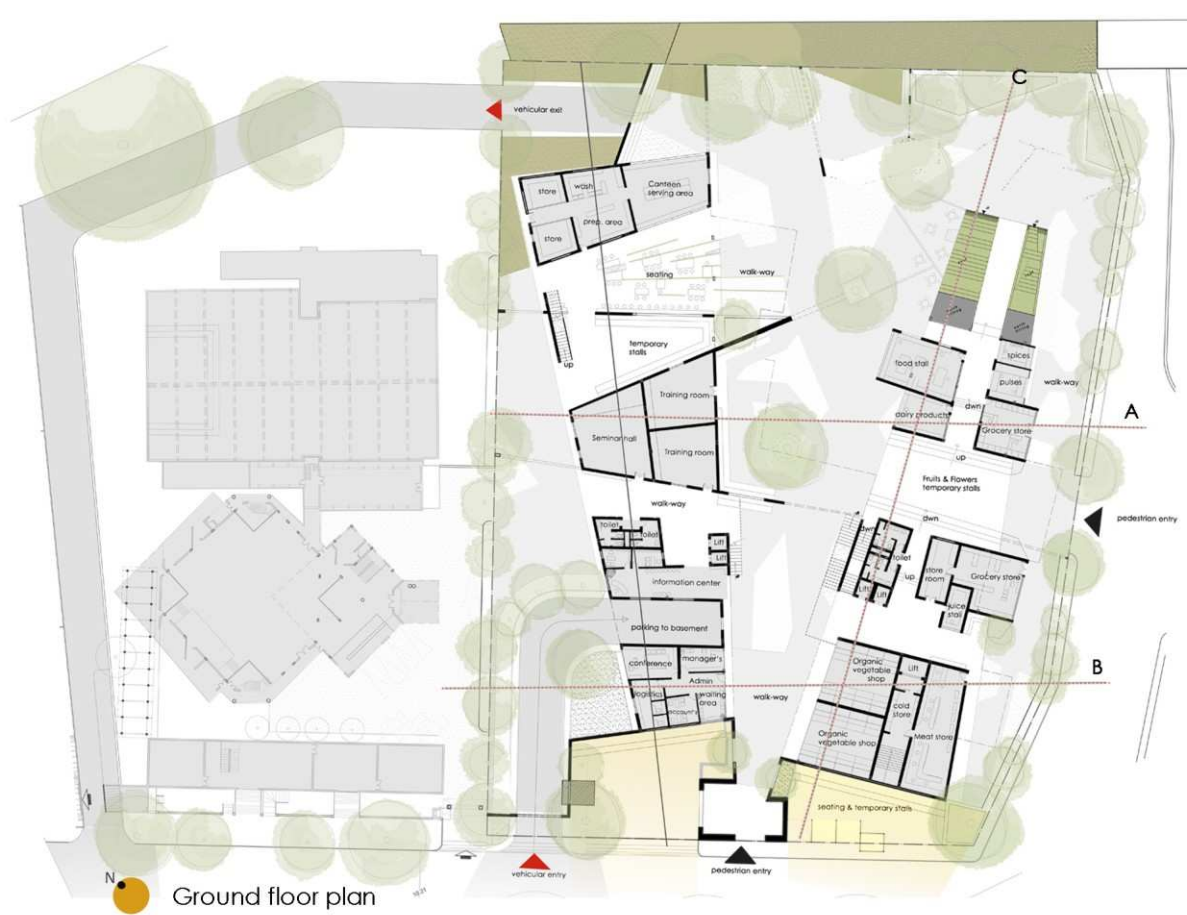 C
vehicular exit
store
wash
Canteen
serving area
prep. area
store
seating
walk-way
temporary
stalls
up
food stall
spices
pulses
walk-way
Training room
dwn
A
dairy products
Grocery store
Seminar hall
Training room
up
Fruits & Flowers
temporary stalls
walk-way
dwn
pedestrian entry
toilet
toilet
dwn
toilet
Lift
Lift
up
store
room
Grocery store
information center
Lift
Lift
juice
stall
parking to basement
conference
manager's
Organic
vegetable
shop
Lift
B
Admin
logistics
waiting
area
walk-way
account's
cold
store
Meat store
Organic
vegetable shop
seating & temporary stalls
vehicular entry
pedestrian entry
N
Ground floor plan